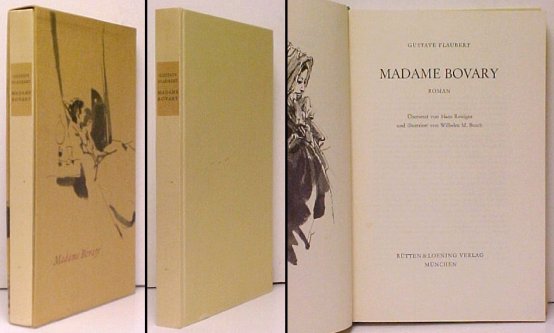 GUSTAVE
FLAUBERT
MADAME
BOVARY
Madame Bovary
GUSTAVE
FLAUBERT
MADAME
BOVARY
GUSTAVE FLAUBERT
MADAME BOVARY
ROMAN
Übersetzt von Hans Reisiger
und illustriert von Wilhelm M. Busch
RÜTTEN & LOENING VERLAG
MÜNCHEN